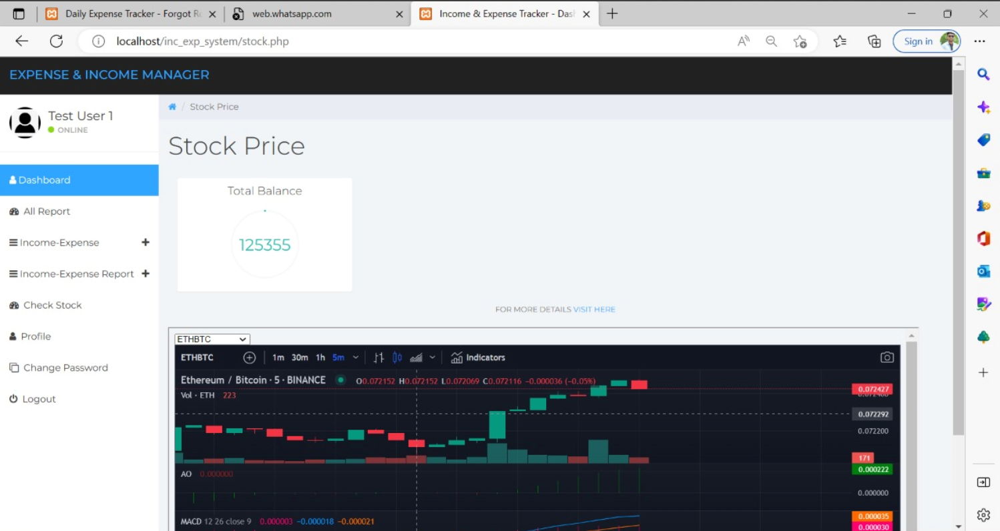 Daily Expense Tracker - Forgot Re
web.whatsapp.com
Income & Expense Tracker - Dash
localhost/inc_exp_system/stock.php
Sign in
EXPENSE & INCOME MANAGER
Test User 1
ONLINE
/ Stock Price
Stock Price
Dashboard
All Report
Income-Expense
Income-Expense Report
Check Stock
Profile
Change Password
Logout
Total Balance
125355
FOR MORE DETAILS VISIT HERE
ETHBTC
ETHBTC 1m 30m 1h 5m Indicators
Ethereum / Bitcoin · 5 · BINANCE O0.072152 H0.072152 L0.072069 C0.072116 −0.000036 (−0.05%)
Vol · ETH 223
0.072427
0.072400
0.072292
0.072200
171
0.000222
AO 0.000000
0.000000
MACD 12 26 close 9 0.000003 −0.000018 −0.000021
0.000035
0.000030